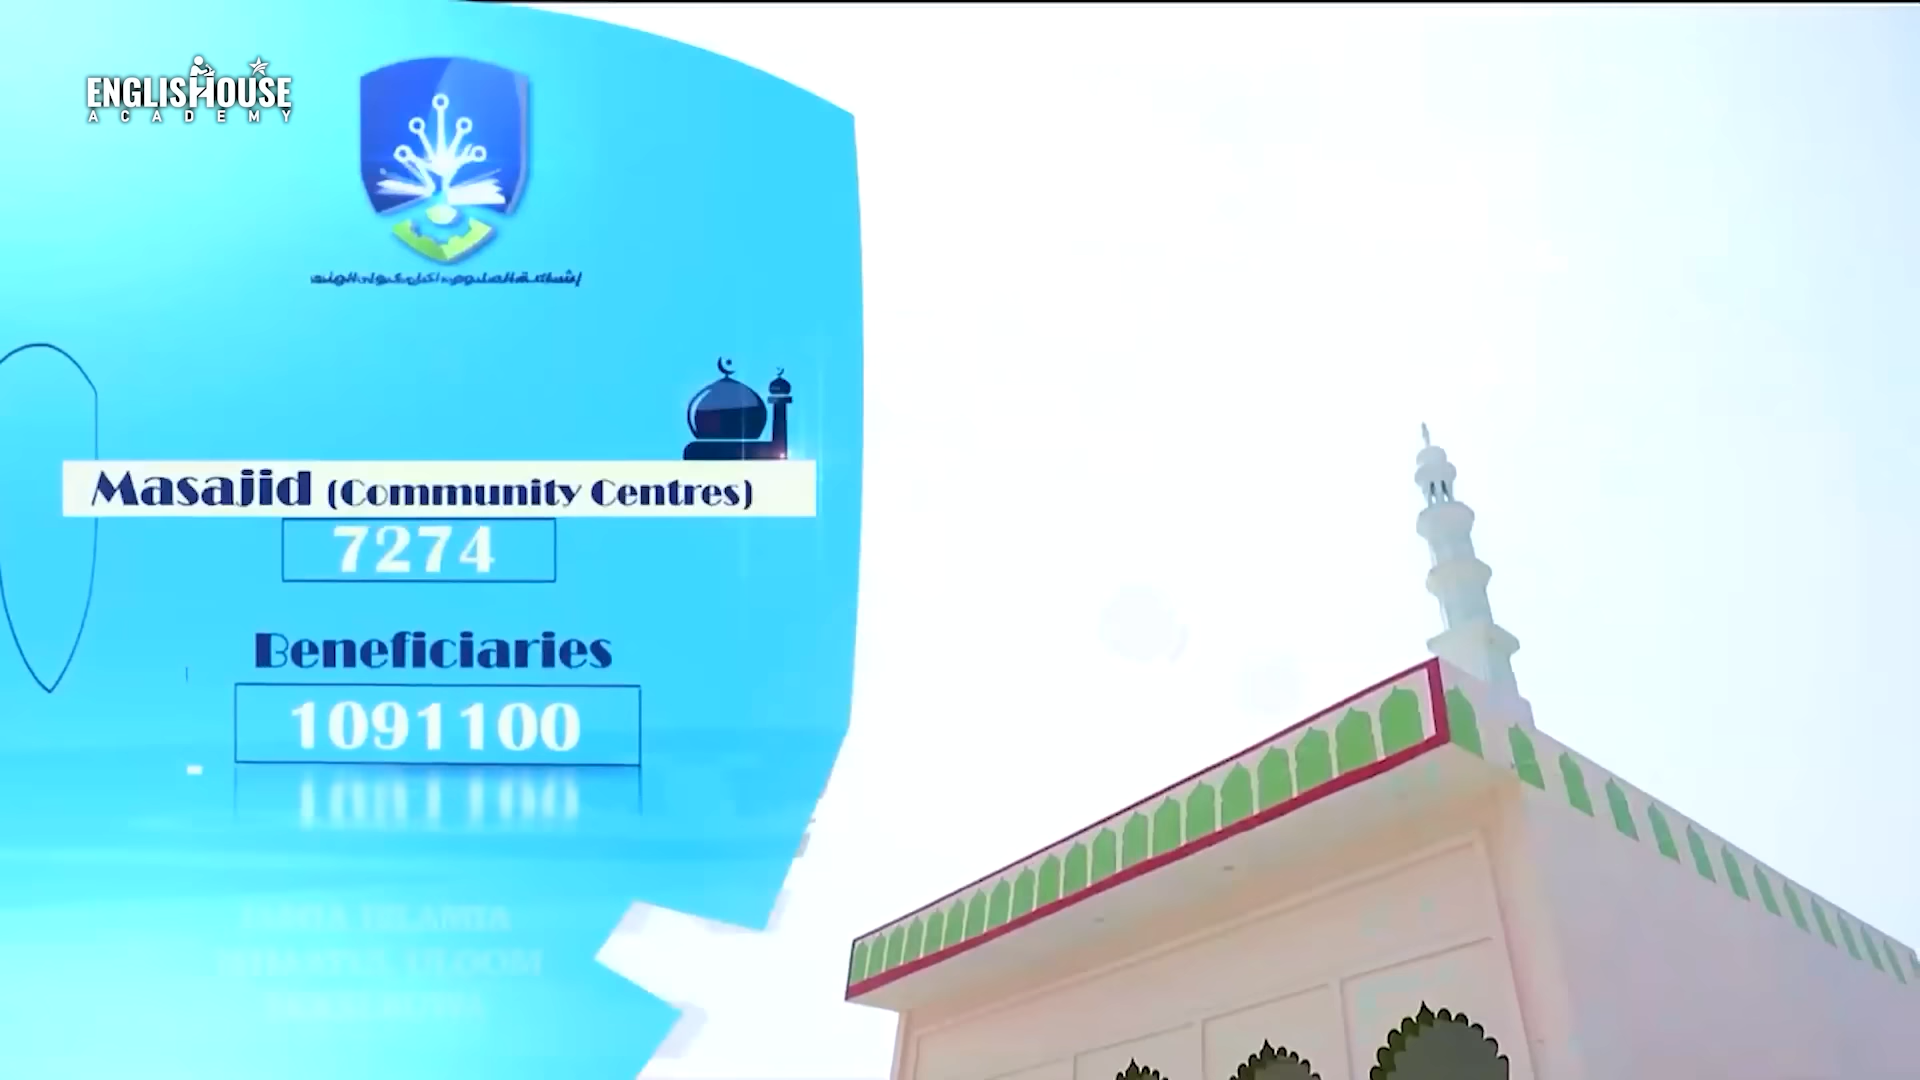 ENGLISHOUSE
ACADEMY
Masajid (Community Centres)
7274
Beneficiaries
1091100